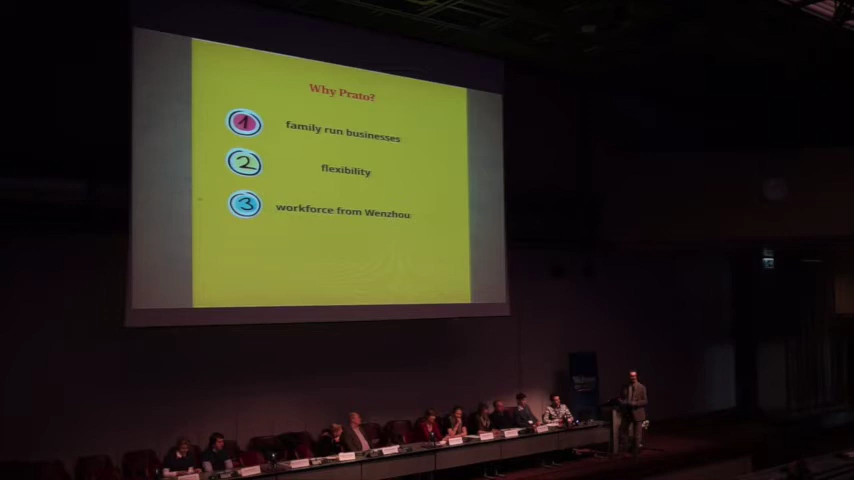 Why Prato?
1 family run businesses
2 flexibility
3 workforce from Wenzhou